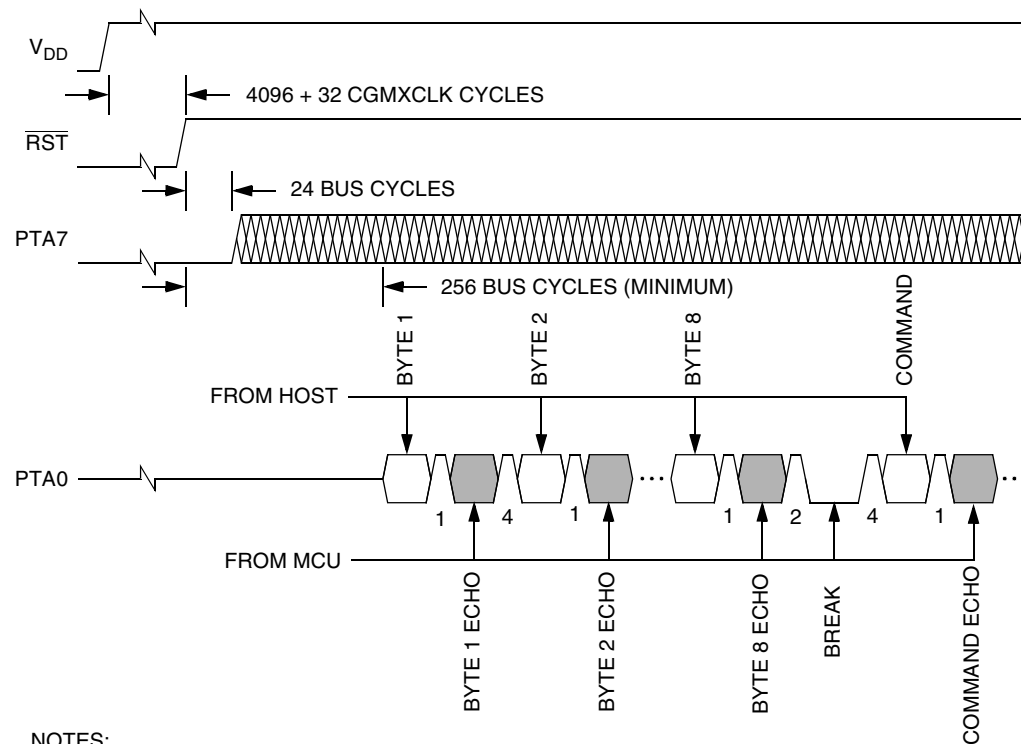 VDD
4096 + 32 CGMXCLK CYCLES
RST
24 BUS CYCLES
PTA7
256 BUS CYCLES (MINIMUM)
BYTE 1
BYTE 2
BYTE 8
COMMAND
FROM HOST
PTA0
... ..
1 4 1 1 2 4 1
FROM MCU
BYTE 1 ECHO
BYTE 2 ECHO
BYTE 8 ECHO
BREAK
COMMAND ECHO
NOTES: